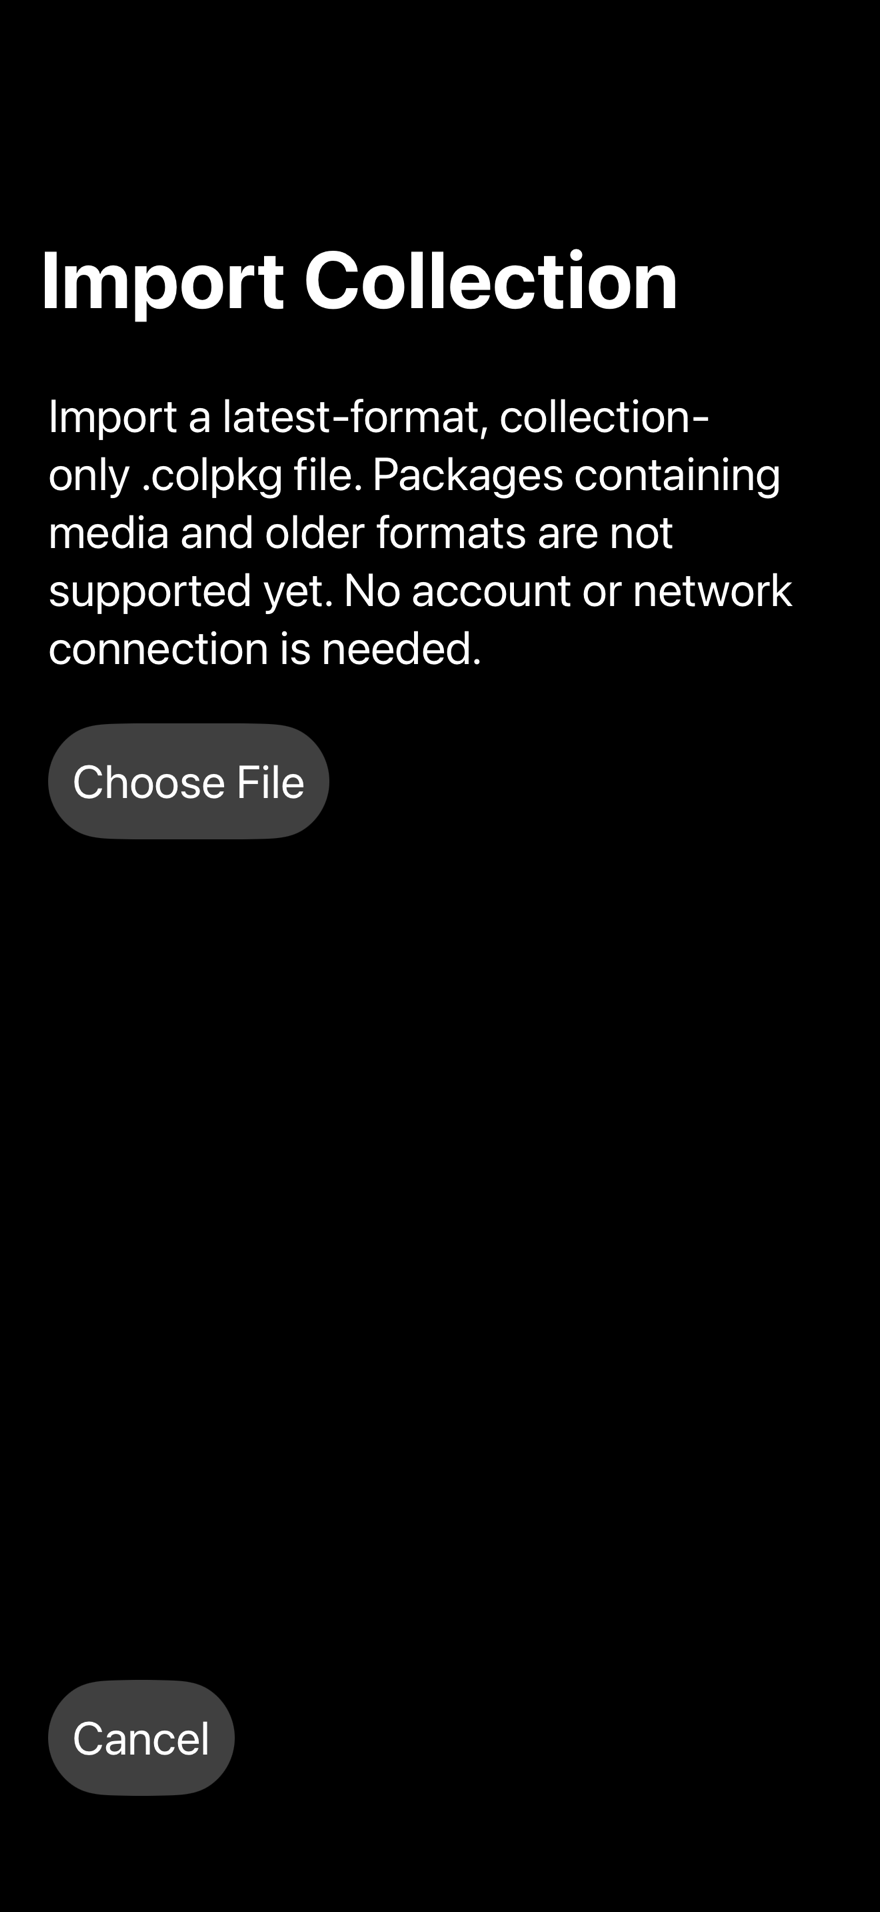 Import Collection
Import a latest-format, collection-
only .colpkg file. Packages containing
media and older formats are not
supported yet. No account or network
connection is needed.
Choose File
Cancel